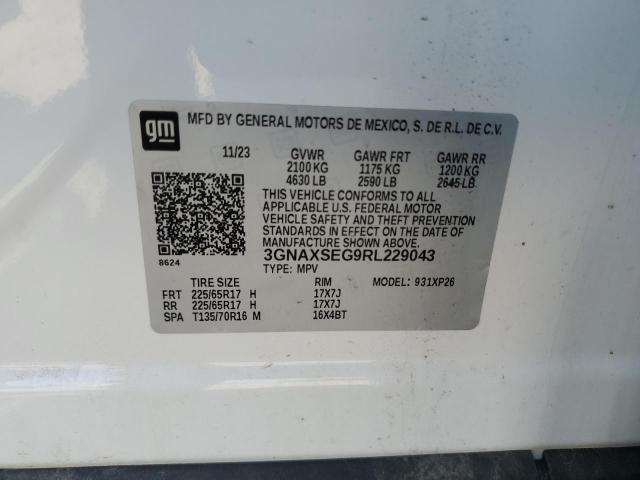 gm
MFD BY GENERAL MOTORS DE MEXICO, S. DE R.L. DE C.V.
11/23 GVWR GAWR FRT GAWR RR
2100 KG 1175 KG 1200 KG
4630 LB 2590 LB 2645 LB
THIS VEHICLE CONFORMS TO ALL
APPLICABLE U.S. FEDERAL MOTOR
VEHICLE SAFETY AND THEFT PREVENTION
STANDARDS IN EFFECT ON THE DATE OF
MANUFACTURE SHOWN ABOVE.
8624 3GNAXSEG9RL229043
TYPE: MPV MODEL: 931XP26
TIRE SIZE RIM
FRT 225/65R17 H 17X7J
RR 225/65R17 H 17X7J
SPA T135/70R16 M 16X4BT